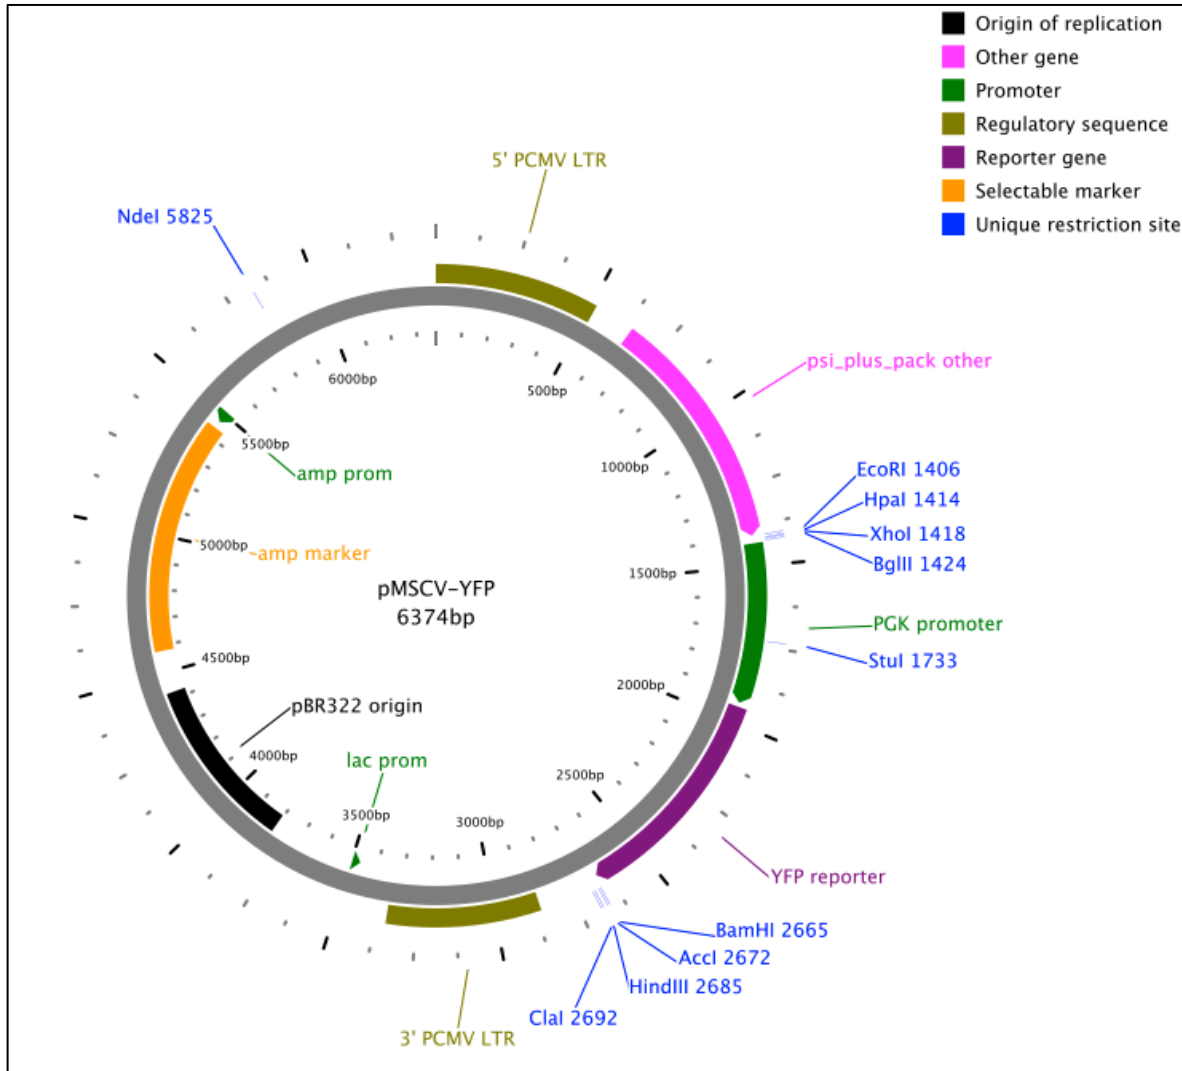 Origin of replication
Other gene
Promoter
Regulatory sequence
Reporter gene
Selectable marker
Unique restriction site
5' PCMV LTR
NdeI 5825
6000bp
500bp
psi_plus_pack other
5500bp
amp prom
1000bp
EcoRI 1406
HpaI 1414
XhoI 1418
BglII 1424
5000bp
amp marker
1500bp
pMSCV-YFP
6374bp
PGK promoter
StuI 1733
4500bp
2000bp
pBR322 origin
4000bp
lac prom
2500bp
3500bp
3000bp
YFP reporter
BamHI 2665
AccI 2672
HindIII 2685
ClaI 2692
3' PCMV LTR